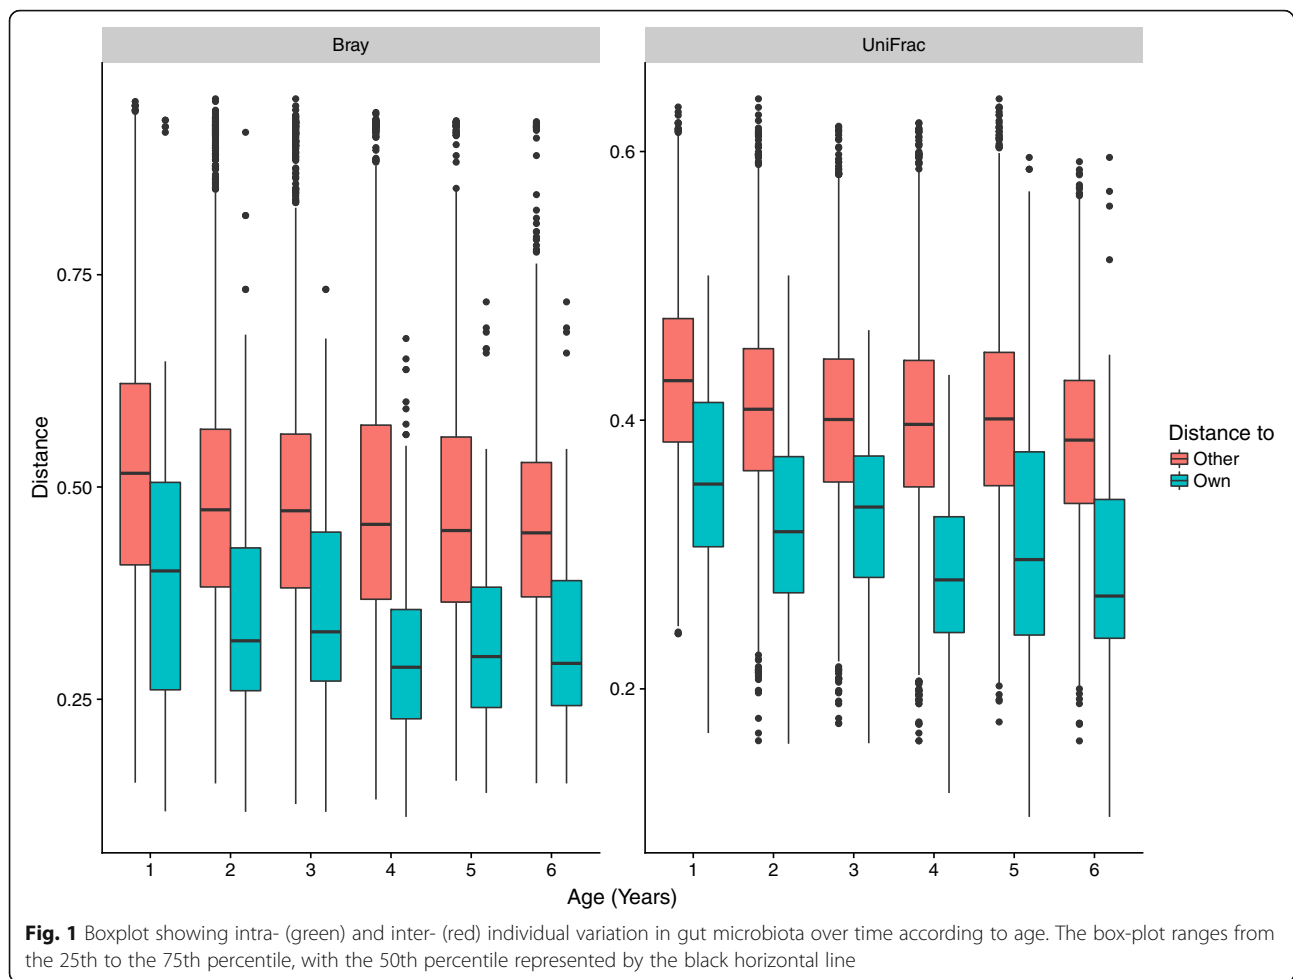 Bray
UniFrac
Distance
0.75
0.50
0.25
0.6
0.4
0.2
1 2 3 4 5 6
1 2 3 4 5 6
Age (Years)
Distance to
Other
Own
Fig. 1 Boxplot showing intra- (green) and inter- (red) individual variation in gut microbiota over time according to age. The box-plot ranges from
the 25th to the 75th percentile, with the 50th percentile represented by the black horizontal line